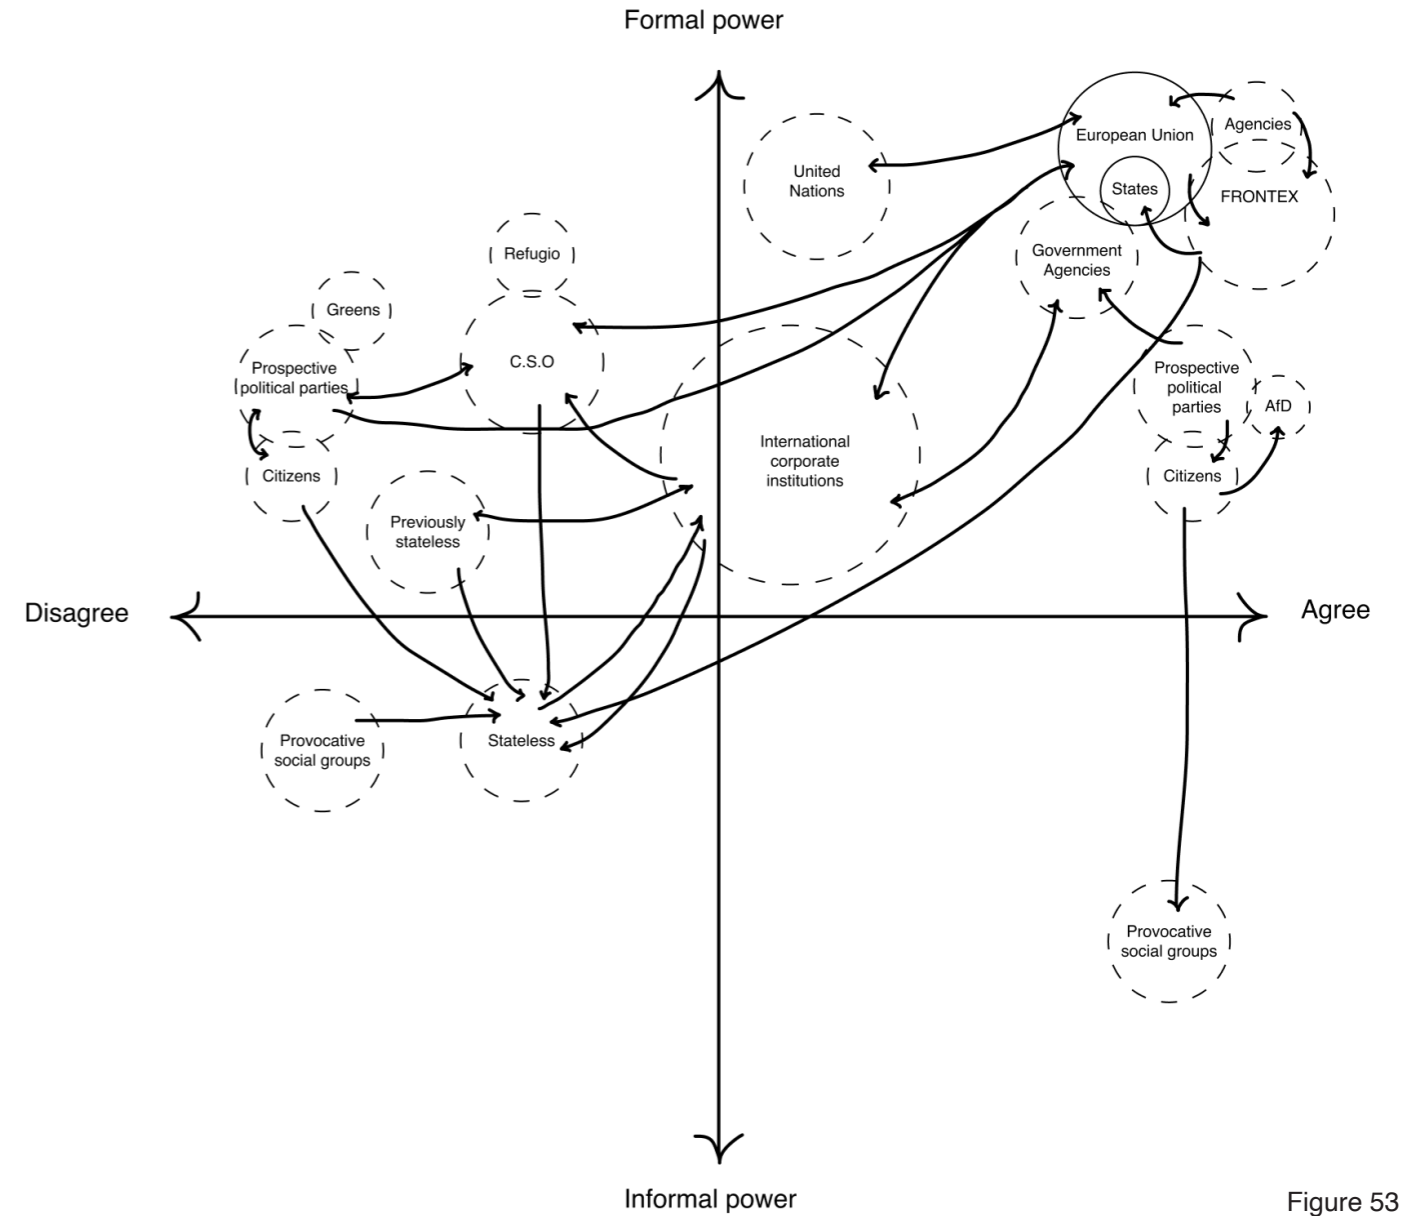 Formal power
European Union
Agencies
United
Nations
States
FRONTEX
Refugio
Government
Agencies
Greens
Prospective
political parties
C.S.O
Prospective
political
parties
AfD
International
corporate
institutions
Citizens
Citizens
Previously
stateless
Disagree
Agree
Provocative
social groups
Stateless
Provocative
social groups
Informal power
Figure 53